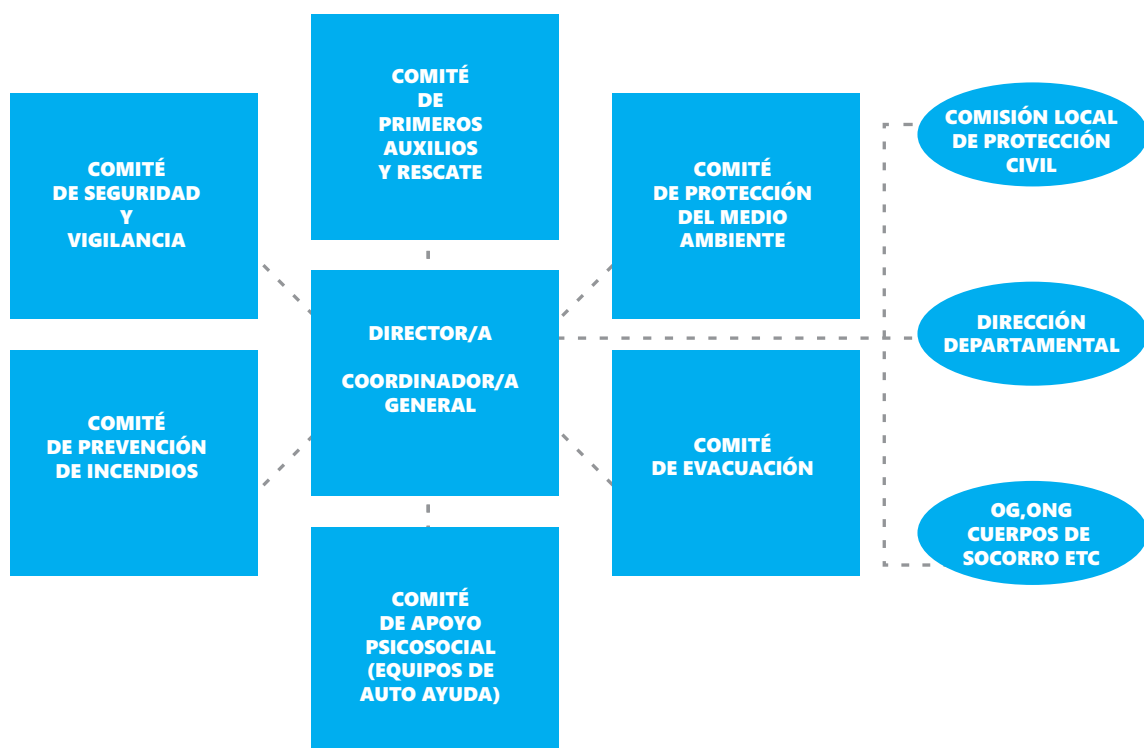 COMITÉ
DE
PRIMEROS
AUXILIOS
Y RESCATE
COMITÉ
DE SEGURIDAD
Y
VIGILANCIA
COMITÉ
DE PROTECCIÓN
DEL MEDIO
AMBIENTE
COMISIÓN LOCAL
DE PROTECCIÓN
CIVIL
DIRECTOR/A
COORDINADOR/A
GENERAL
DIRECCIÓN
DEPARTAMENTAL
COMITÉ
DE PREVENCIÓN
DE INCENDIOS
COMITÉ
DE EVACUACIÓN
OG,ONG
CUERPOS DE
SOCORRO ETC
COMITÉ
DE APOYO
PSICOSOCIAL
(EQUIPOS DE
AUTO AYUDA)